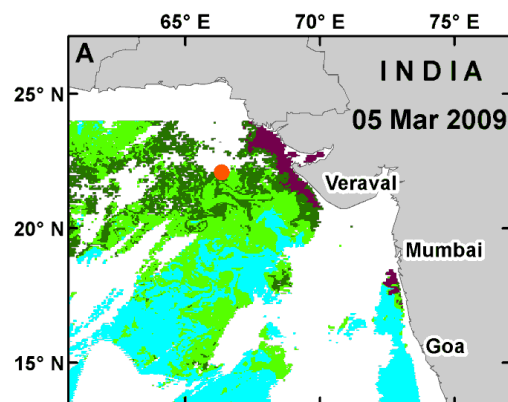 65° E 70° E 75° E
A
INDIA
25° N
05 Mar 2009
Veraval
20° N
Mumbai
Goa
15° N